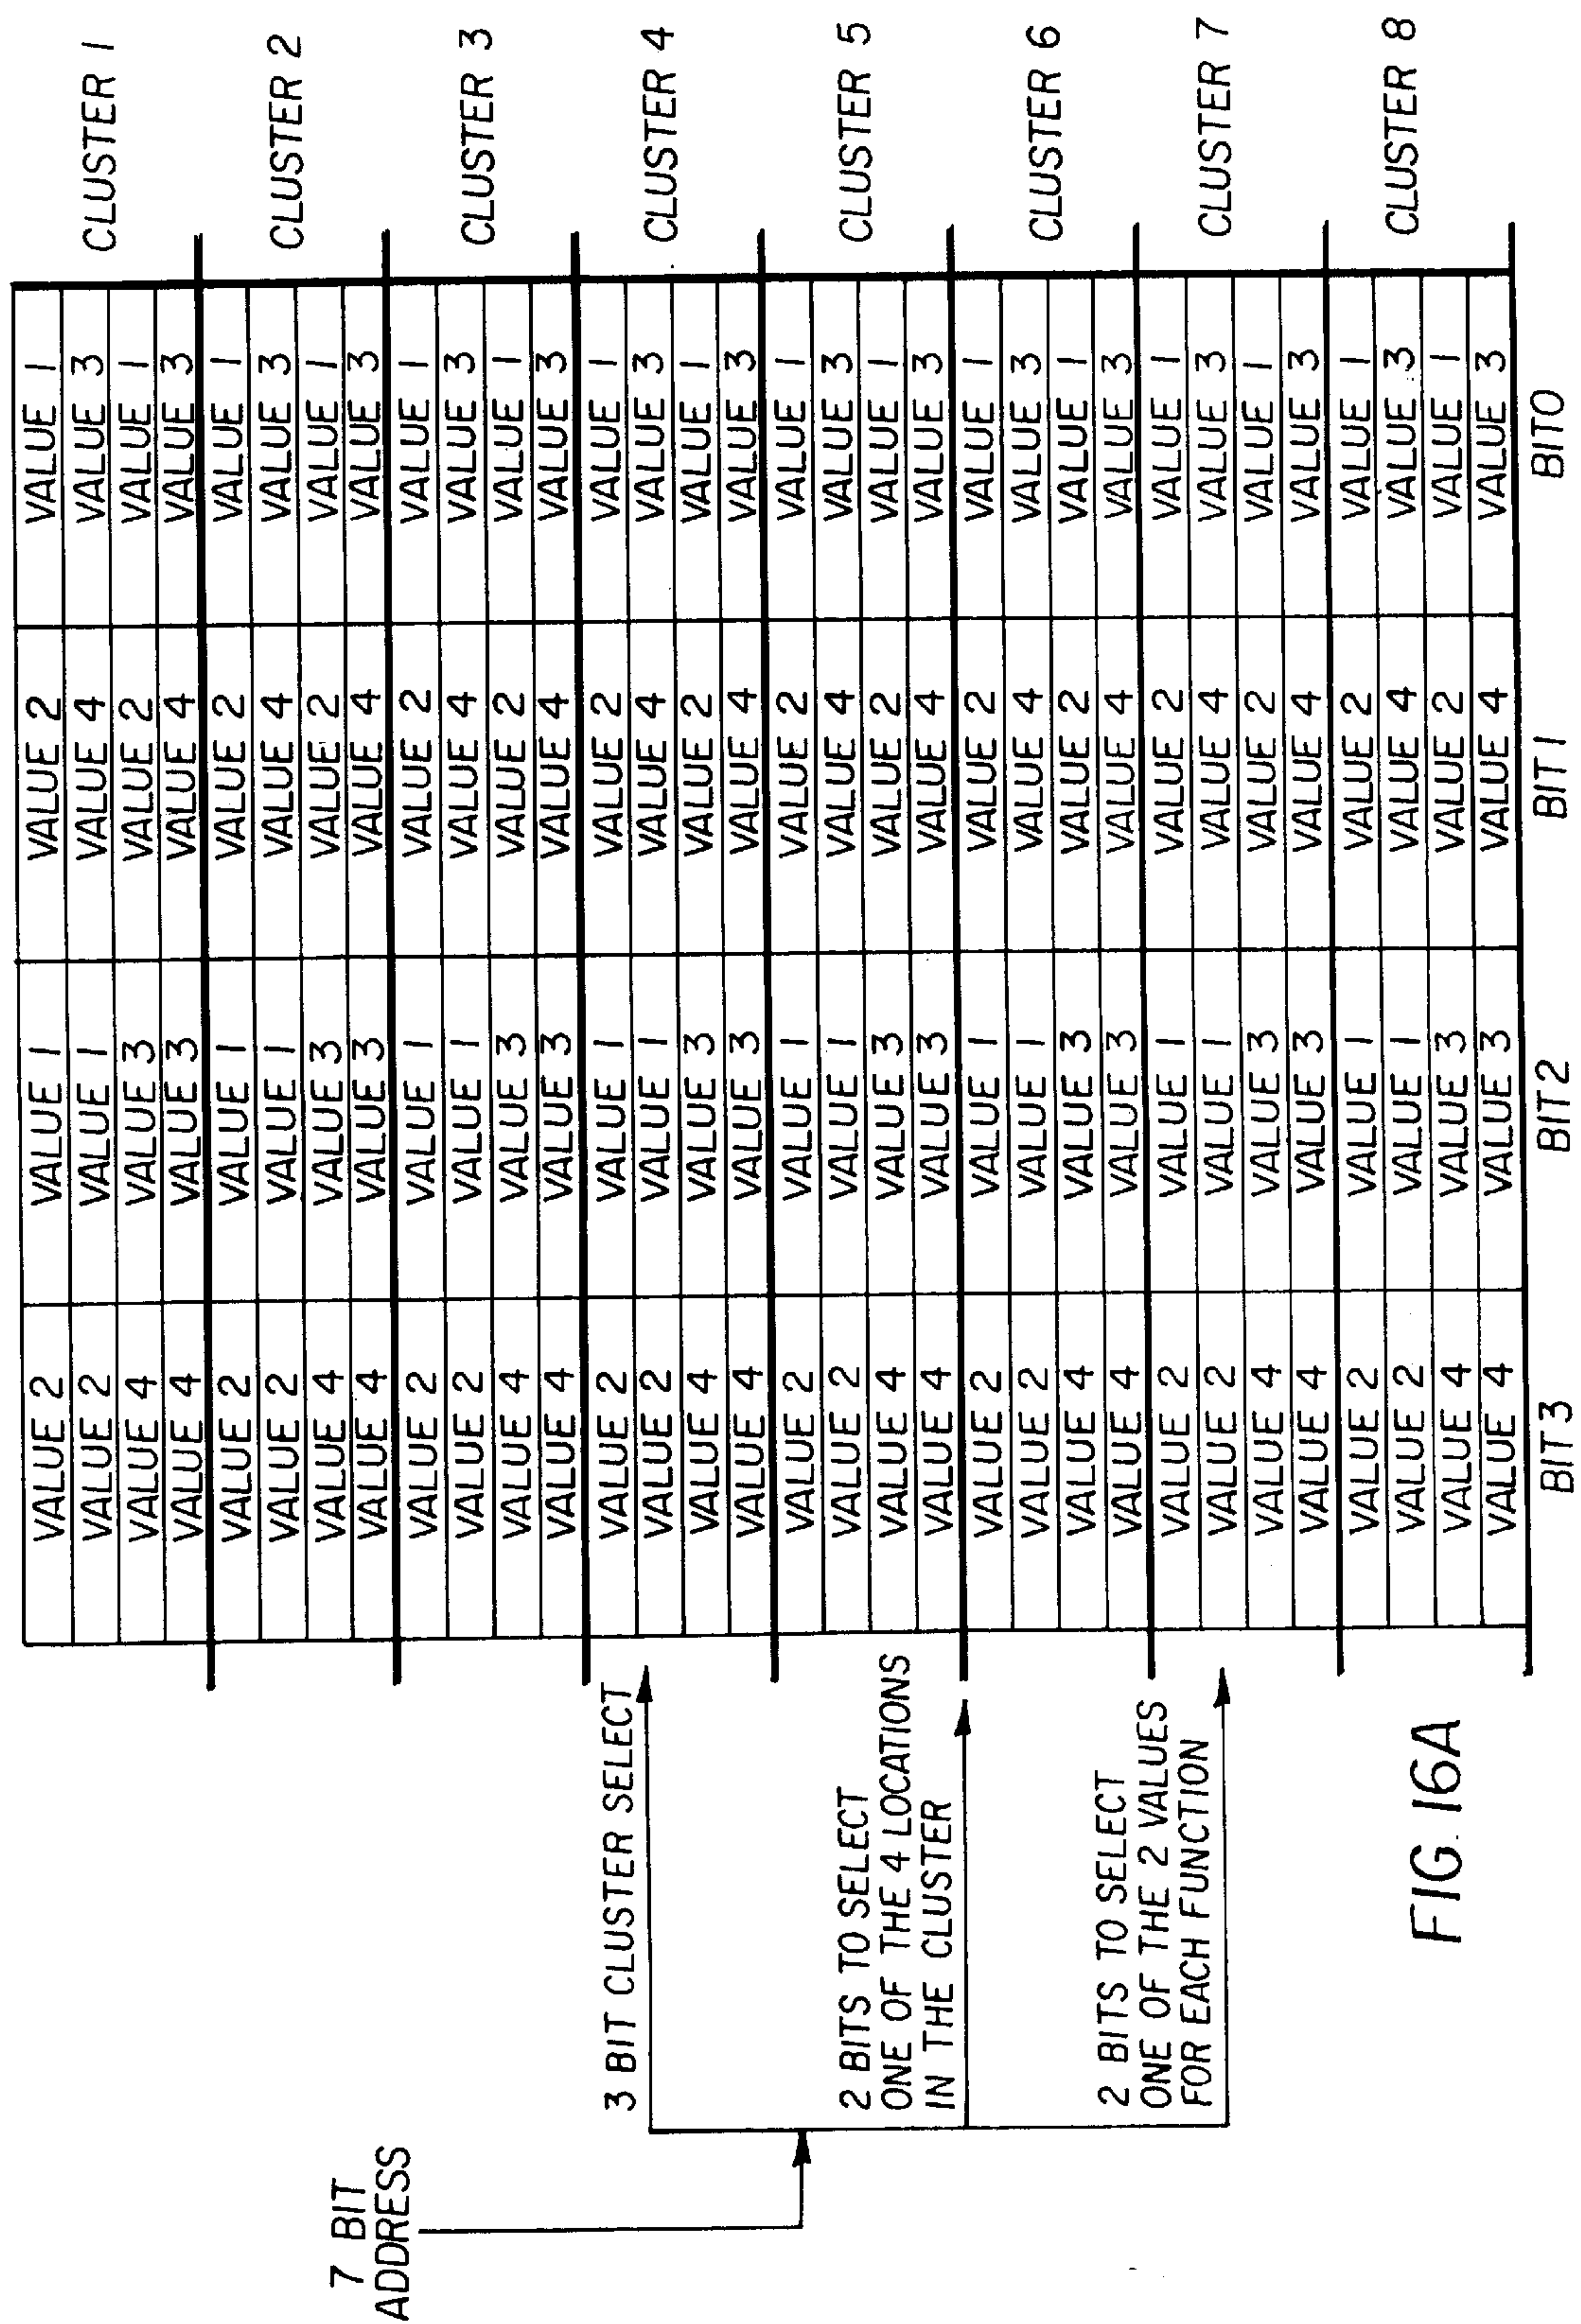 7 BIT
ADDRESS
3 BIT CLUSTER SELECT
2 BITS TO SELECT
ONE OF THE 4 LOCATIONS
IN THE CLUSTER
2 BITS TO SELECT
ONE OF THE 2 VALUES
FOR EACH FUNCTION
VALUE 2 VALUE 1 VALUE 2 VALUE 1
VALUE 2 VALUE 1 VALUE 4 VALUE 3
CLUSTER 1
VALUE 4 VALUE 3 VALUE 2 VALUE 1
VALUE 4 VALUE 3 VALUE 4 VALUE 3
VALUE 2 VALUE 1 VALUE 2 VALUE 1
VALUE 2 VALUE 1 VALUE 4 VALUE 3
CLUSTER 2
VALUE 4 VALUE 3 VALUE 2 VALUE 1
VALUE 4 VALUE 3 VALUE 4 VALUE 3
VALUE 2 VALUE 1 VALUE 2 VALUE 1
VALUE 2 VALUE 1 VALUE 4 VALUE 3
CLUSTER 3
VALUE 4 VALUE 3 VALUE 2 VALUE 1
VALUE 4 VALUE 3 VALUE 4 VALUE 3
VALUE 2 VALUE 1 VALUE 2 VALUE 1
VALUE 2 VALUE 1 VALUE 4 VALUE 3
CLUSTER 4
VALUE 4 VALUE 3 VALUE 2 VALUE 1
VALUE 4 VALUE 3 VALUE 4 VALUE 3
VALUE 2 VALUE 1 VALUE 2 VALUE 1
VALUE 2 VALUE 1 VALUE 4 VALUE 3
CLUSTER 5
VALUE 4 VALUE 3 VALUE 2 VALUE 1
VALUE 4 VALUE 3 VALUE 4 VALUE 3
VALUE 2 VALUE 1 VALUE 2 VALUE 1
VALUE 2 VALUE 1 VALUE 4 VALUE 3
CLUSTER 6
VALUE 4 VALUE 3 VALUE 2 VALUE 1
VALUE 4 VALUE 3 VALUE 4 VALUE 3
VALUE 2 VALUE 1 VALUE 2 VALUE 1
VALUE 2 VALUE 1 VALUE 4 VALUE 3
CLUSTER 7
VALUE 4 VALUE 3 VALUE 2 VALUE 1
VALUE 4 VALUE 3 VALUE 4 VALUE 3
VALUE 2 VALUE 1 VALUE 2 VALUE 1
VALUE 2 VALUE 1 VALUE 4 VALUE 3
CLUSTER 8
VALUE 4 VALUE 3 VALUE 2 VALUE 1
VALUE 4 VALUE 3 VALUE 4 VALUE 3
BIT 3 BIT 2 BIT 1 BIT0
FIG. 16A